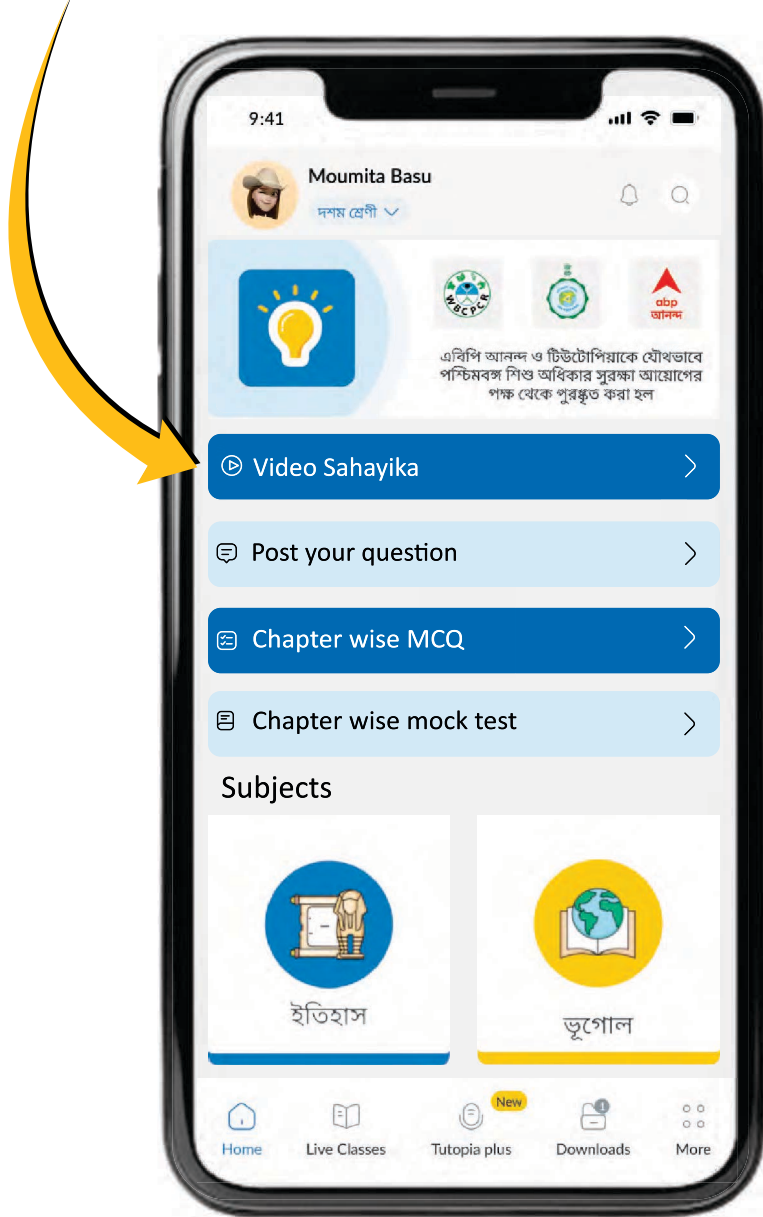 9:41
Moumita Basu
দশম শ্রেণী
WBCPCR
abp
আনন্দ
এবিপি আনন্দ ও টিউটোপিয়াকে যৌথভাবে
পশ্চিমবঙ্গ শিশু অধিকার সুরক্ষা আয়োগের
পক্ষ থেকে পুরষ্কৃত করা হল
Video Sahayika
Post your question
Chapter wise MCQ
Chapter wise mock test
Subjects
ইতিহাস
ভূগোল
New
1
Home
Live Classes
Tutopia plus
Downloads
More